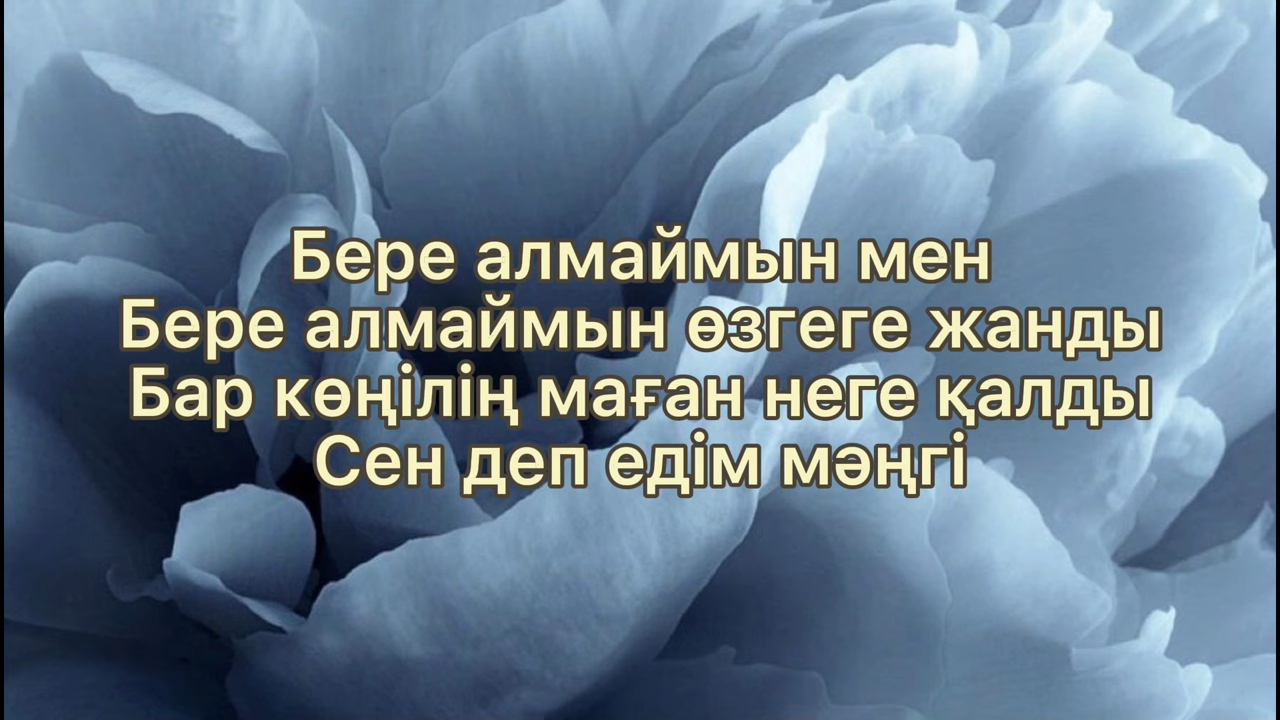 Бере алмаймын мен
Бере алмаймын өзгеге жанды
Бар көңілің маған неге қалды
Сен деп едім мәңгі